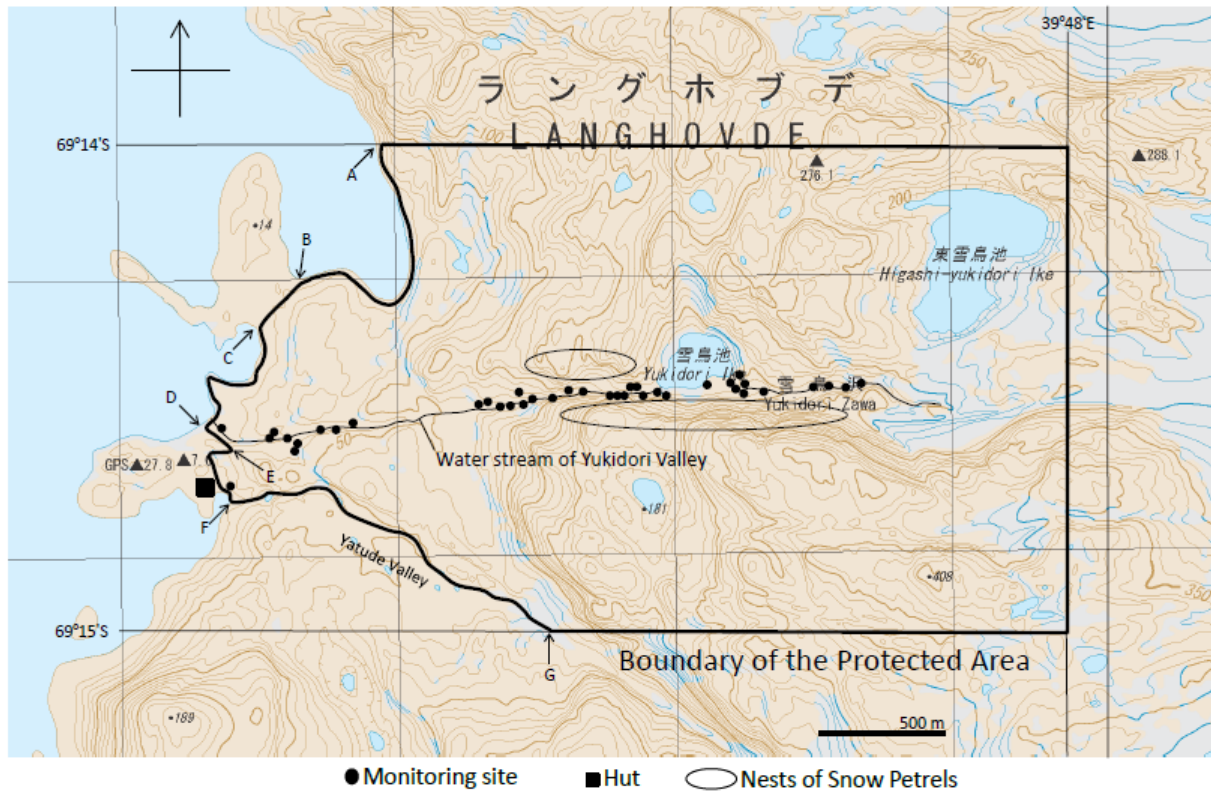 39°48'E
250
ラングホブデ
100
LANGHOVDE
69°14'S
A
276.1
288.1
200
14
B
東雪鳥池
Higashi-yukidori Ike
C
雪鳥池
Yukidori Ike
雪鳥沢
Yukidori Zawa
D
50
Water stream of Yukidori Valley
GPS 27.8
E
181
F
Yatude Valley
408
350
69°15'S
G
Boundary of the Protected Area
189
500 m
Monitoring site
Hut
Nests of Snow Petrels